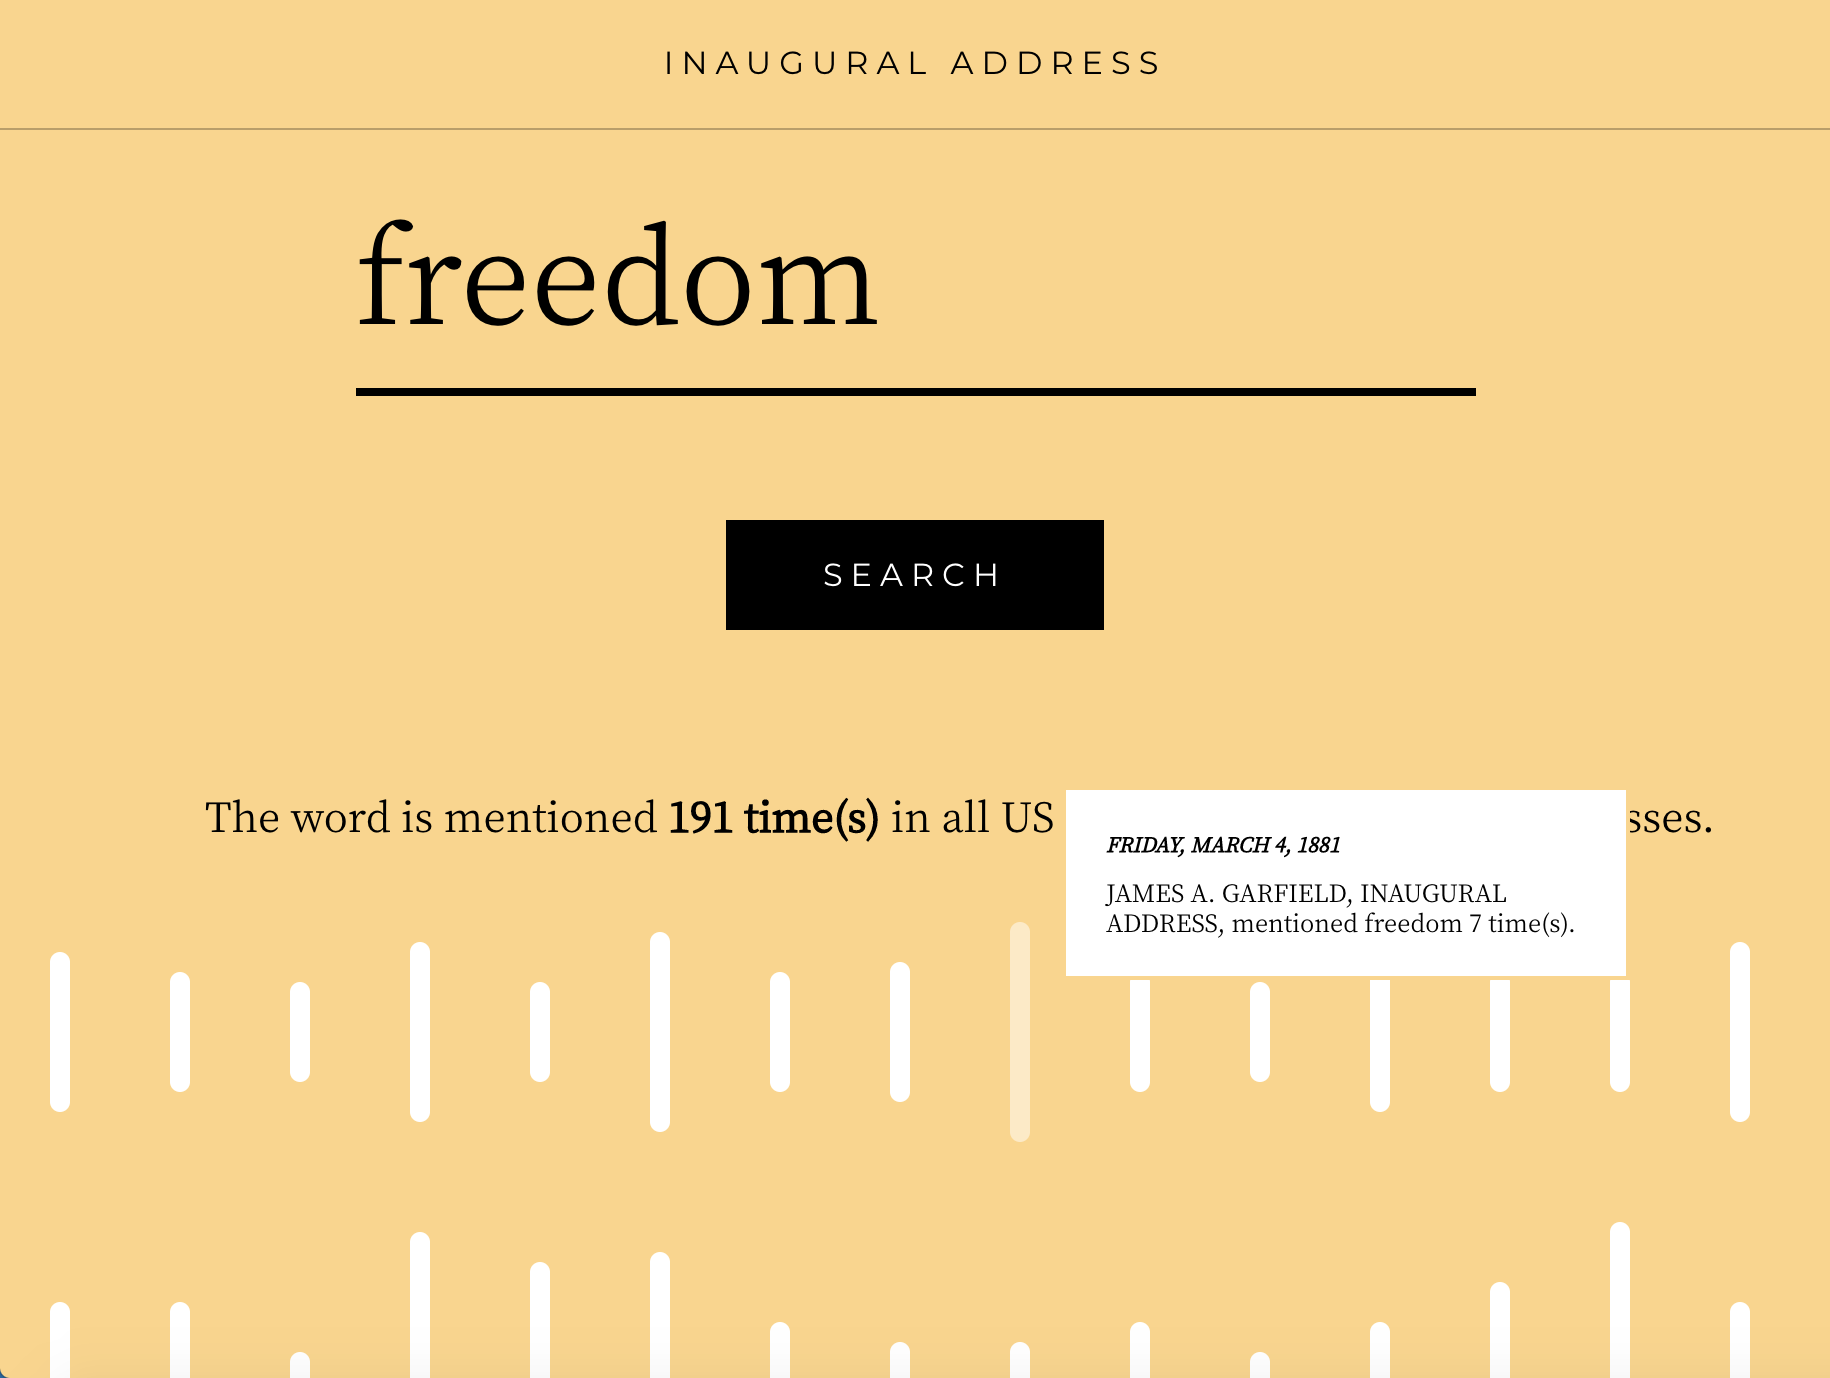 INAUGURAL ADDRESS
freedom
SEARCH
The word is mentioned 191 time(s) in all US sses.
FRIDAY, MARCH 4, 1881
JAMES A. GARFIELD, INAUGURAL
ADDRESS, mentioned freedom 7 time(s).